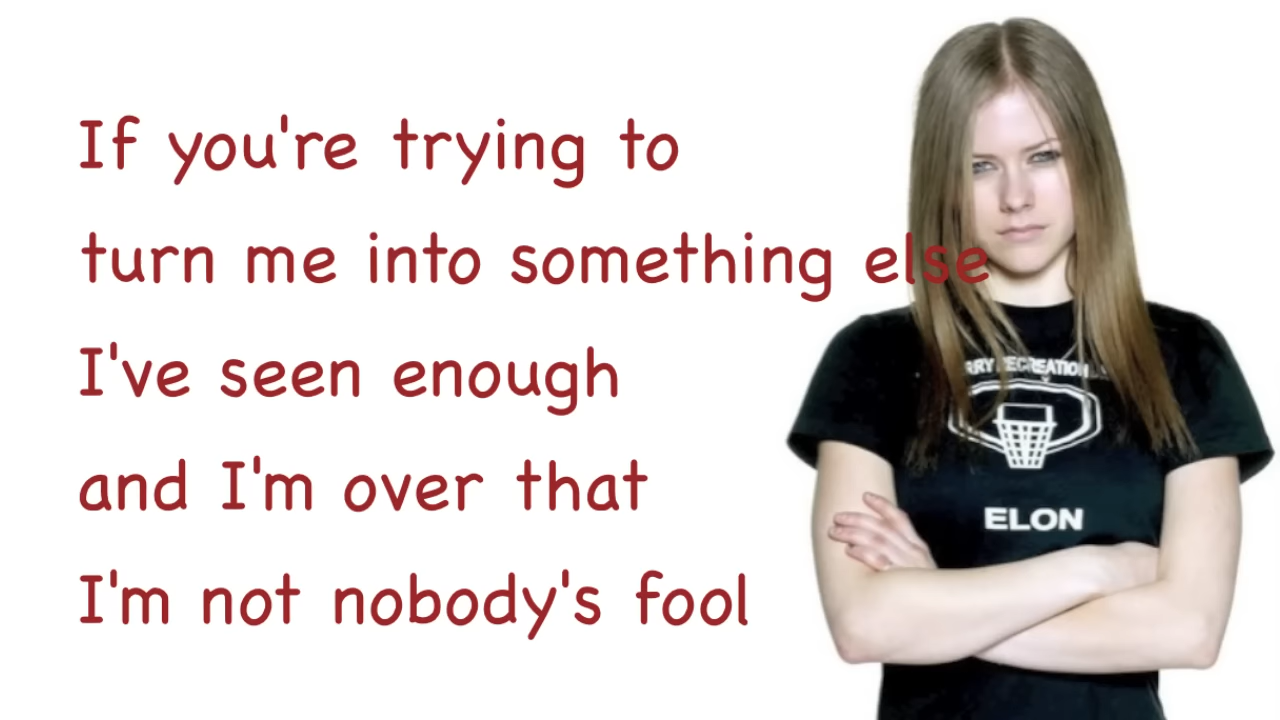 If you're trying to
turn me into something else
I've seen enough
and I'm over that
I'm not nobody's fool
RECREATION
ELON